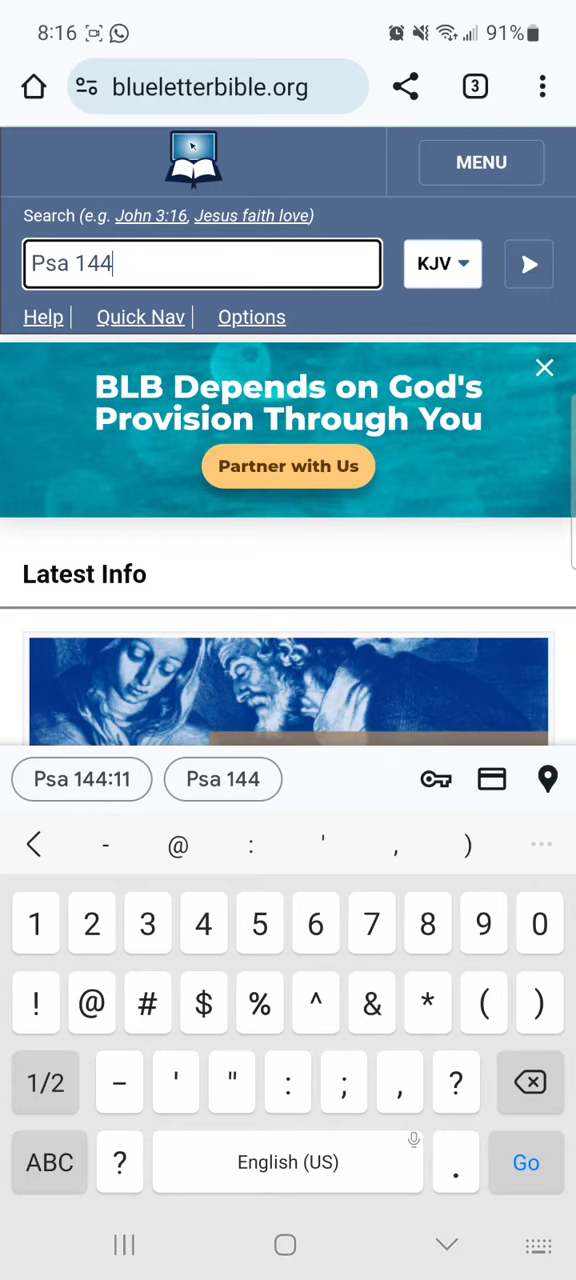 8:16 91%
blueletterbible.org 3
MENU
Search (e.g. John 3:16, Jesus faith love)
Psa 144 KJV
Help Quick Nav Options
BLB Depends on God's
Provision Through You
Partner with Us
Latest Info
Psa 144:11 Psa 144
- @ : ' , ) ...
1 2 3 4 5 6 7 8 9 0
! @ # $ % ^ & * ( )
1/2 – ' " : ; , ?
ABC ? English (US) . Go